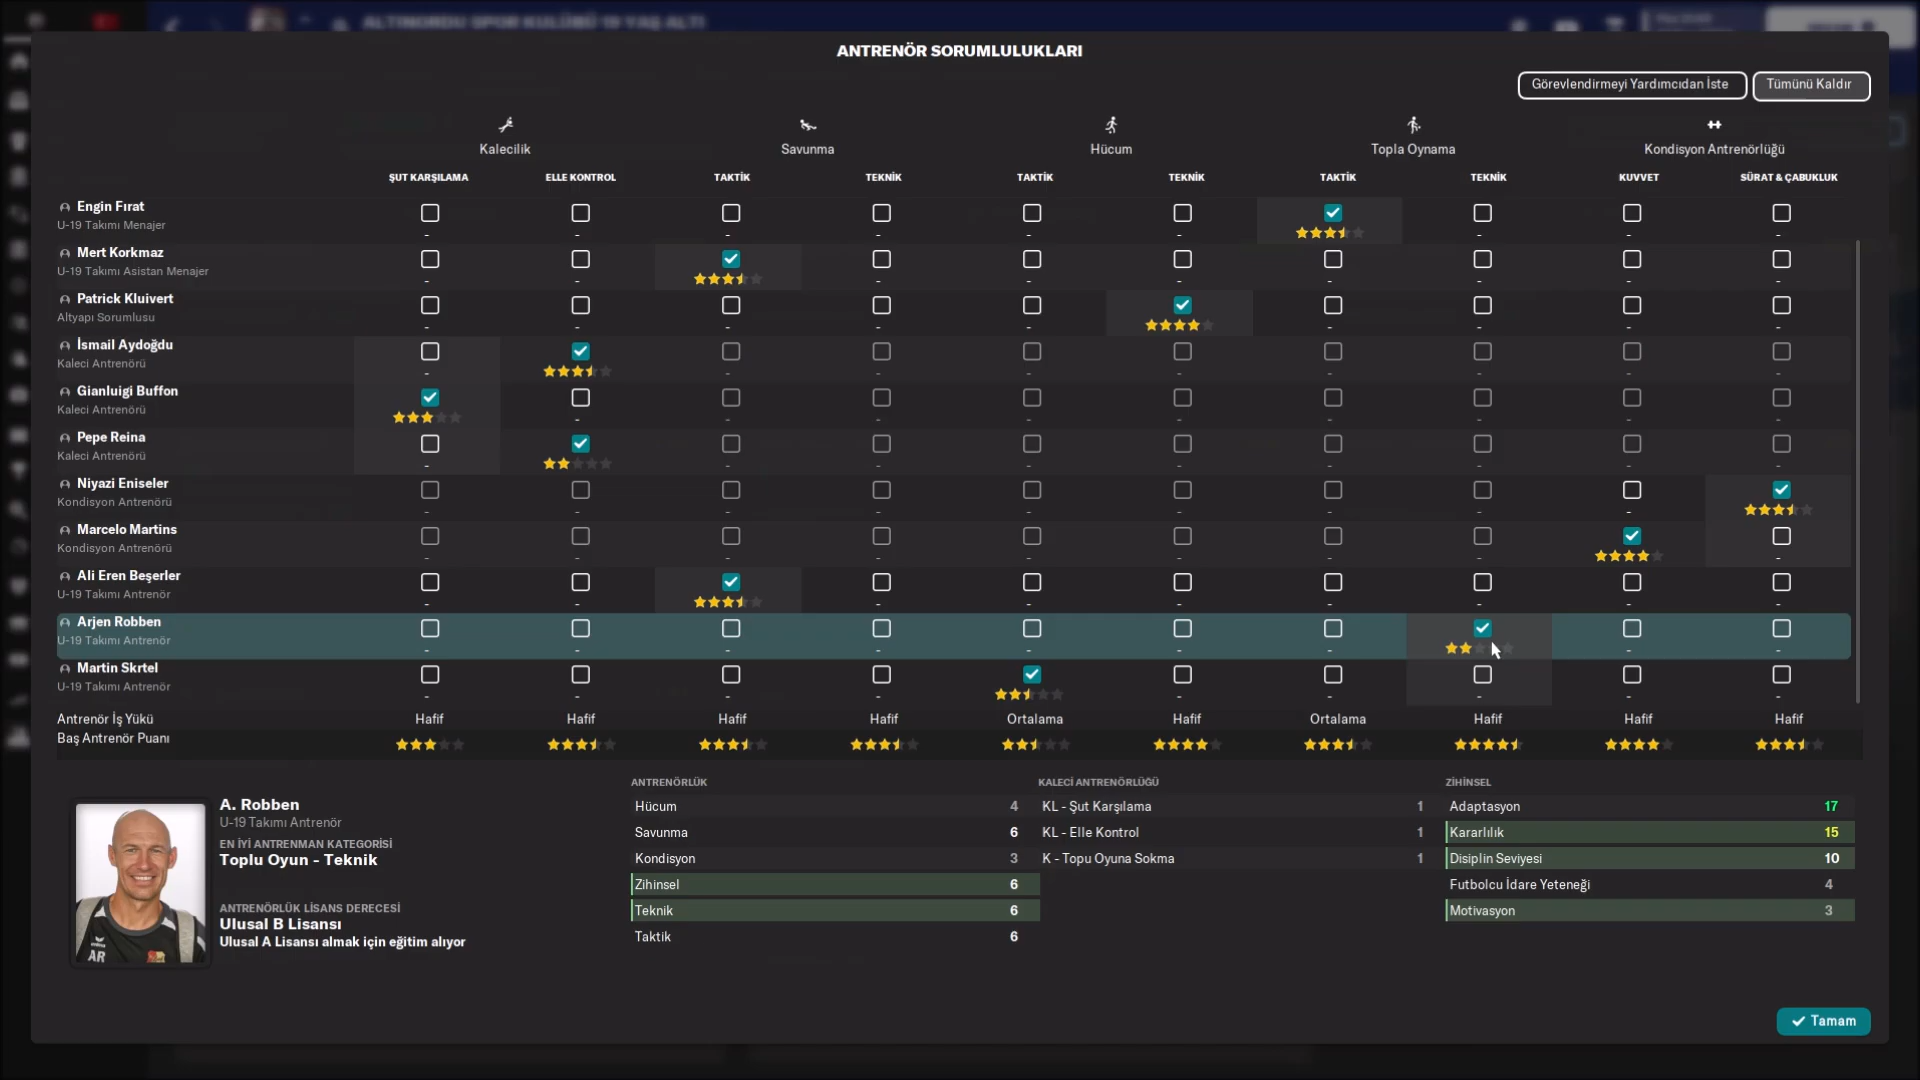 ALTINORDU SPOR KULÜBÜ 19 YAŞ ALTI
ANTRENÖR SORUMLULUKLARI
Görevlendirmeyi Yardımcıdan İste
Tümünü Kaldır
Kalecilik Savunma Hücum Topla Oynama Kondisyon Antrenörlüğü
ŞUT KARŞILAMA ELLE KONTROL TAKTİK TEKNİK TAKTİK TEKNİK TAKTİK TEKNİK KUVVET SÜRAT & ÇABUKLUK
Engin Fırat
U-19 Takımı Menajer
Mert Korkmaz
U-19 Takımı Asistan Menajer
Patrick Kluivert
Altyapı Sorumlusu
İsmail Aydoğdu
Kaleci Antrenörü
Gianluigi Buffon
Kaleci Antrenörü
Pepe Reina
Kaleci Antrenörü
Niyazi Eniseler
Kondisyon Antrenörü
Marcelo Martins
Kondisyon Antrenörü
Ali Eren Beşerler
U-19 Takımı Antrenör
Arjen Robben
U-19 Takımı Antrenör
Martin Skrtel
U-19 Takımı Antrenör
Antrenör İş Yükü Hafif Hafif Hafif Hafif Ortalama Hafif Ortalama Hafif Hafif Hafif
Baş Antrenör Puanı
A. Robben
U-19 Takımı Antrenör
EN İYİ ANTRENMAN KATEGORİSİ
Toplu Oyun - Teknik
ANTRENÖRLÜK LİSANS DERECESİ
Ulusal B Lisansı
Ulusal A Lisansı almak için eğitim alıyor
AR
ANTRENÖRLÜK
Hücum 4
Savunma 6
Kondisyon 3
Zihinsel 6
Teknik 6
Taktik 6
KALECİ ANTRENÖRLÜĞÜ
KL - Şut Karşılama 1
KL - Elle Kontrol 1
K - Topu Oyuna Sokma 1
ZİHİNSEL
Adaptasyon 17
Kararlılık 15
Disiplin Seviyesi 10
Futbolcu İdare Yeteneği 4
Motivasyon 3
Tamam